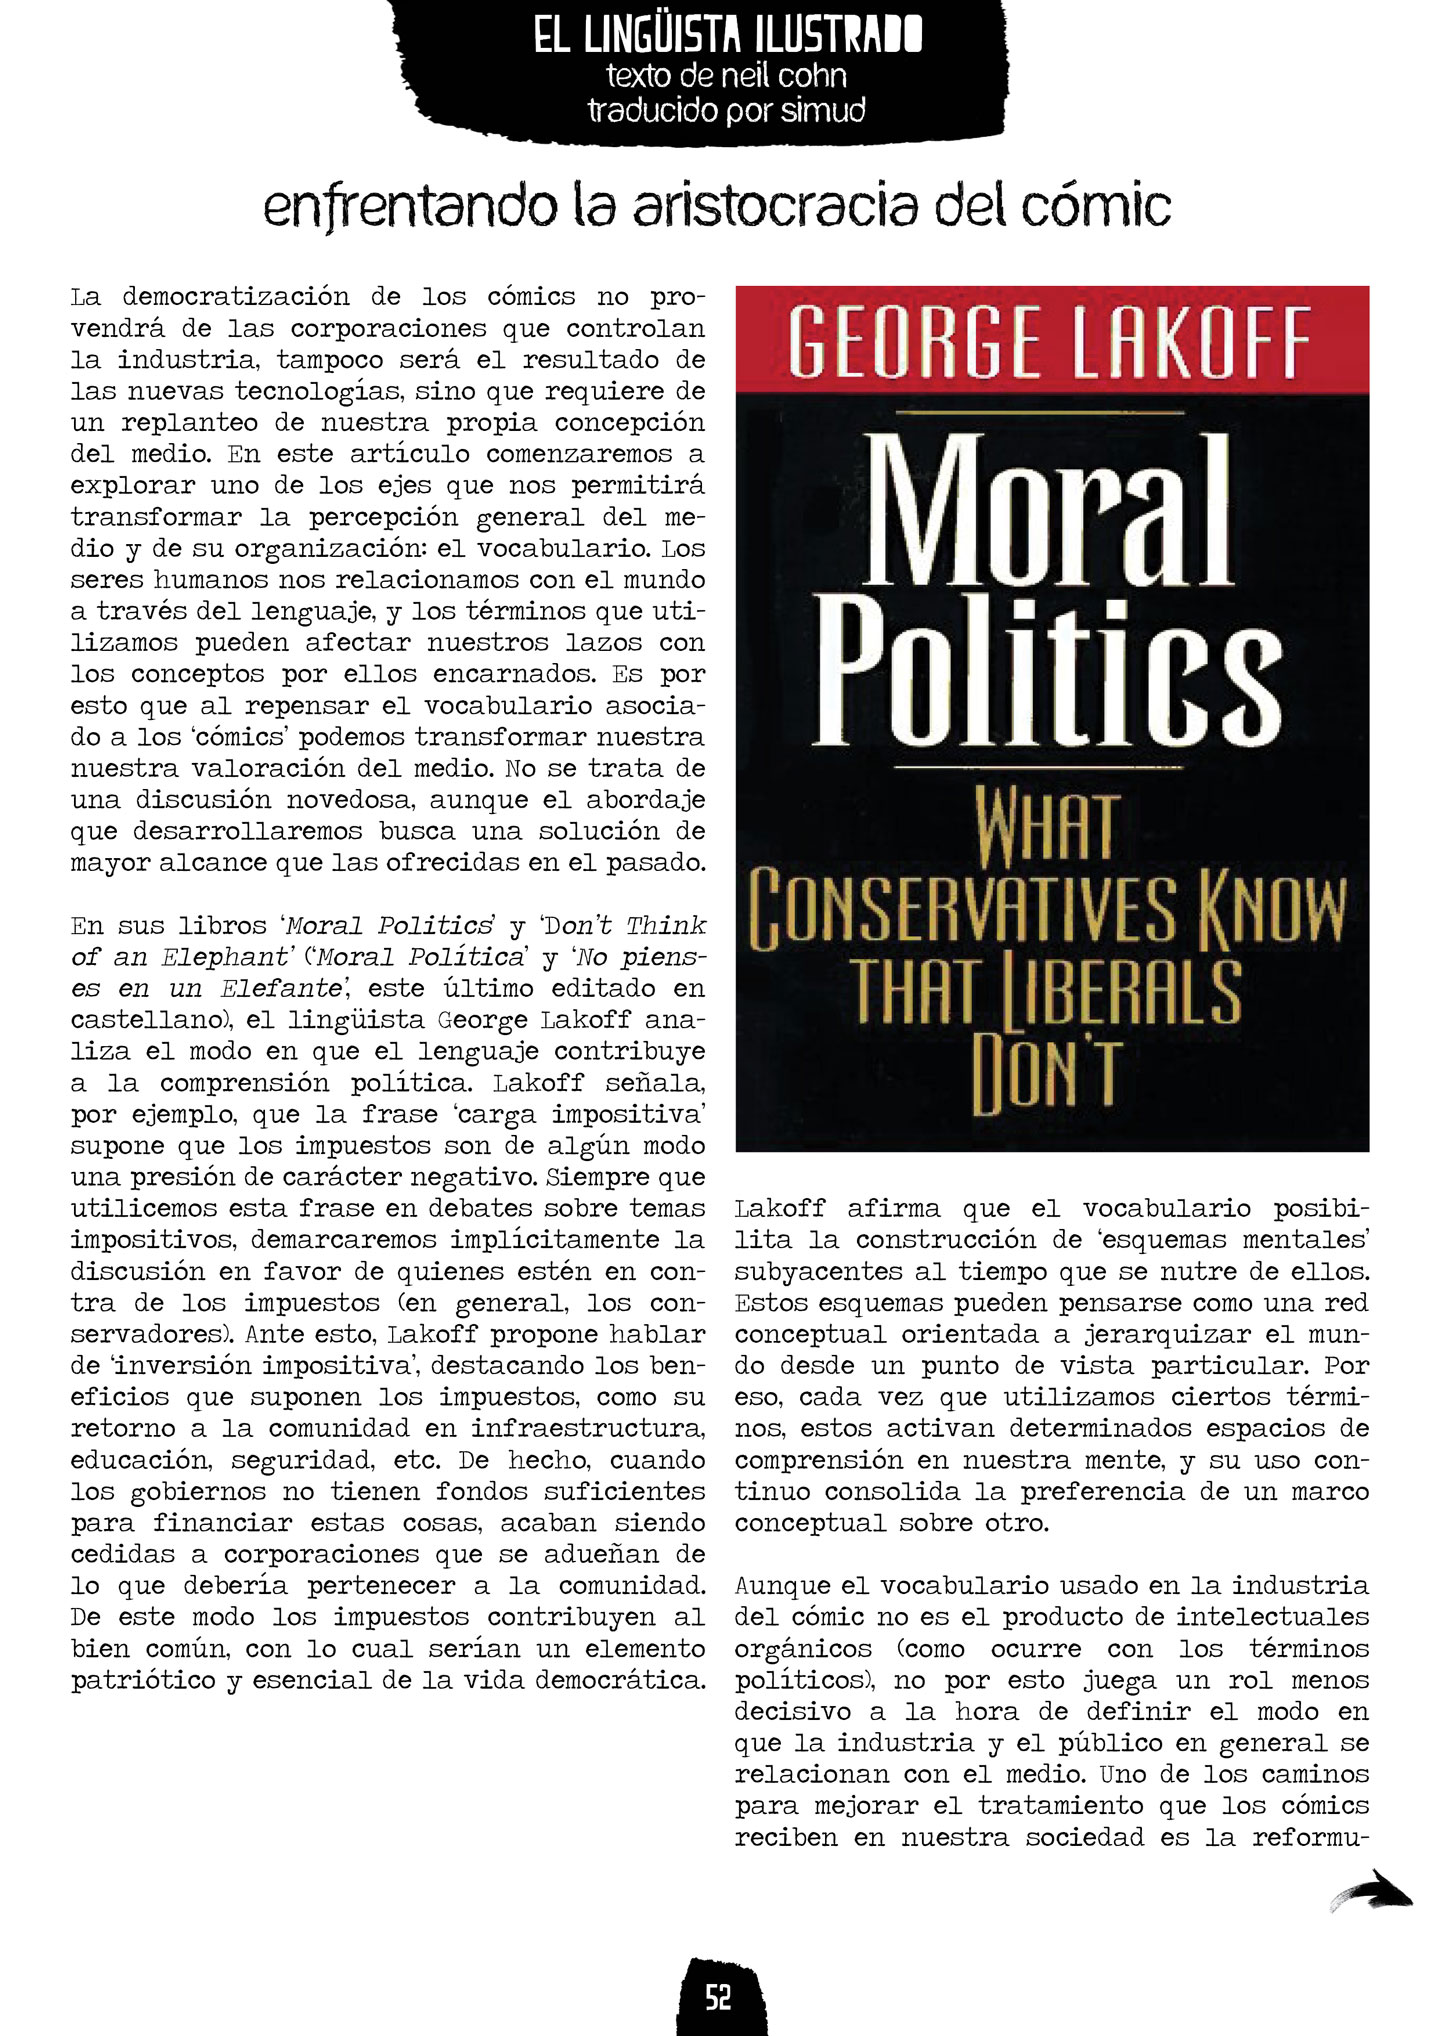 EL LINGÜISTA ILUSTRADO
texto de neil cohn
traducido por simud
enfrentando la aristocracia del cómic
La democratización de los cómics no pro-
vendrá de las corporaciones que controlan
la industria, tampoco será el resultado de
las nuevas tecnologías, sino que requiere de
un replanteo de nuestra propia concepción
del medio. En este artículo comenzaremos a
explorar uno de los ejes que nos permitirá
transformar la percepción general del me-
dio y de su organización: el vocabulario. Los
seres humanos nos relacionamos con el mundo
a través del lenguaje, y los términos que uti-
lizamos pueden afectar nuestros lazos con
los conceptos por ellos encarnados. Es por
esto que al repensar el vocabulario asocia-
do a los ‘cómics’ podemos transformar nuestra
nuestra valoración del medio. No se trata de
una discusión novedosa, aunque el abordaje
que desarrollaremos busca una solución de
mayor alcance que las ofrecidas en el pasado.
En sus libros ‘Moral Politics’ y ‘Don’t Think
of an Elephant’ (‘Moral Política’ y ‘No piens-
es en un Elefante’, este último editado en
castellano), el lingüista George Lakoff ana-
liza el modo en que el lenguaje contribuye
a la comprensión política. Lakoff señala,
por ejemplo, que la frase ‘carga impositiva’
supone que los impuestos son de algún modo
una presión de carácter negativo. Siempre que
utilicemos esta frase en debates sobre temas
impositivos, demarcaremos implícitamente la
discusión en favor de quienes estén en con-
tra de los impuestos (en general, los con-
servadores). Ante esto, Lakoff propone hablar
de ‘inversión impositiva’, destacando los ben-
eficios que suponen los impuestos, como su
retorno a la comunidad en infraestructura,
educación, seguridad, etc. De hecho, cuando
los gobiernos no tienen fondos suficientes
para financiar estas cosas, acaban siendo
cedidas a corporaciones que se adueñan de
lo que debería pertenecer a la comunidad.
De este modo los impuestos contribuyen al
bien común, con lo cual serían un elemento
patriótico y esencial de la vida democrática.
GEORGE LAKOFF
Moral
Politics
WHAT
CONSERVATIVES KNOW
THAT LIBERALS
DON'T
Lakoff afirma que el vocabulario posibi-
lita la construcción de ‘esquemas mentales’
subyacentes al tiempo que se nutre de ellos.
Estos esquemas pueden pensarse como una red
conceptual orientada a jerarquizar el mun-
do desde un punto de vista particular. Por
eso, cada vez que utilizamos ciertos térmi-
nos, estos activan determinados espacios de
comprensión en nuestra mente, y su uso con-
tinuo consolida la preferencia de un marco
conceptual sobre otro.
Aunque el vocabulario usado en la industria
del cómic no es el producto de intelectuales
orgánicos (como ocurre con los términos
políticos), no por esto juega un rol menos
decisivo a la hora de definir el modo en
que la industria y el público en general se
relacionan con el medio. Uno de los caminos
para mejorar el tratamiento que los cómics
reciben en nuestra sociedad es la reformu-
52